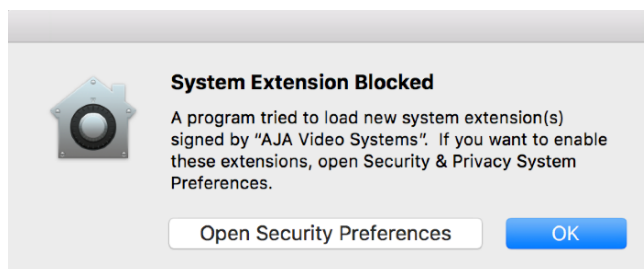 System Extension Blocked
A program tried to load new system extension(s)
signed by “AJA Video Systems”.  If you want to enable
these extensions, open Security & Privacy System
Preferences.
Open Security Preferences
OK